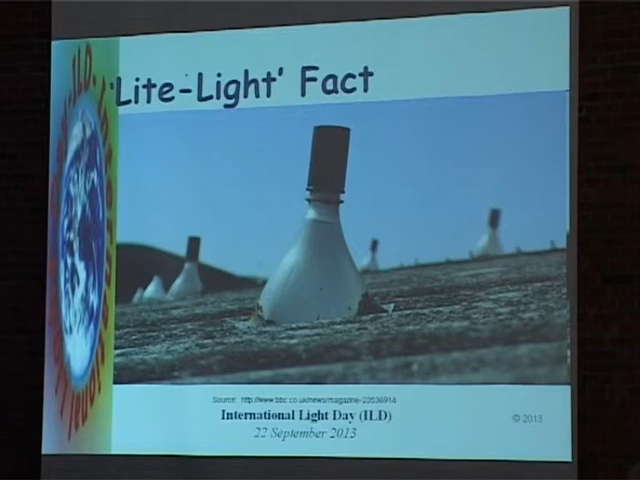 'Lite-Light' Fact
Source: http://www.bbc.co.uk/news/magazine-23536914
International Light Day (ILD)
22 September 2013
© 2013